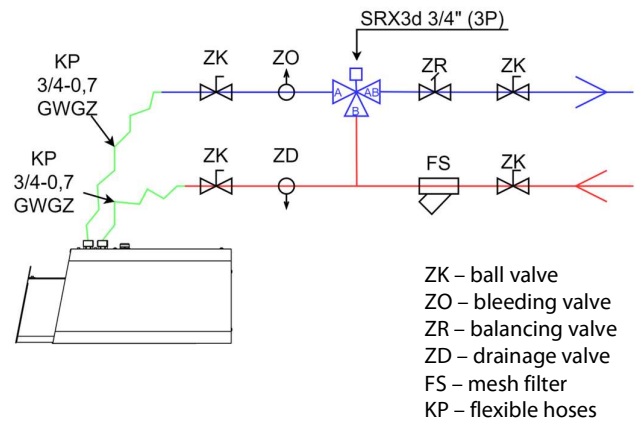 SRX3d 3/4" (3P)
KP
3/4-0,7
GWGZ
ZK
ZO
ZR
ZK
A
AB
B
KP
3/4-0,7
GWGZ
ZK
ZD
FS
ZK
ZK – ball valve
ZO – bleeding valve
ZR – balancing valve
ZD – drainage valve
FS – mesh filter
KP – flexible hoses